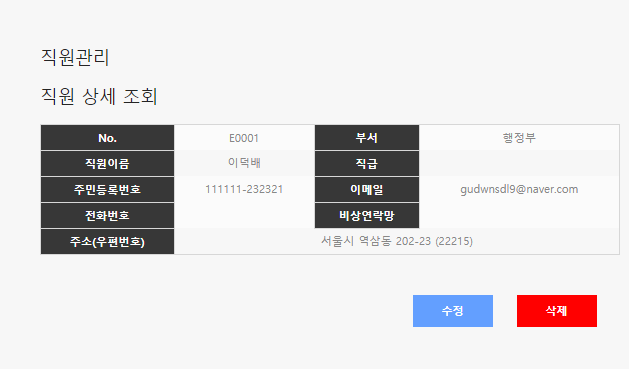 직원관리
직원 상세 조회
No. E0001 부서 행정부
직원이름 이덕배 직급
주민등록번호 111111-232321 이메일 gudwnsdl9@naver.com
전화번호 비상연락망
주소(우편번호) 서울시 역삼동 202-23 (22215)
수정 삭제